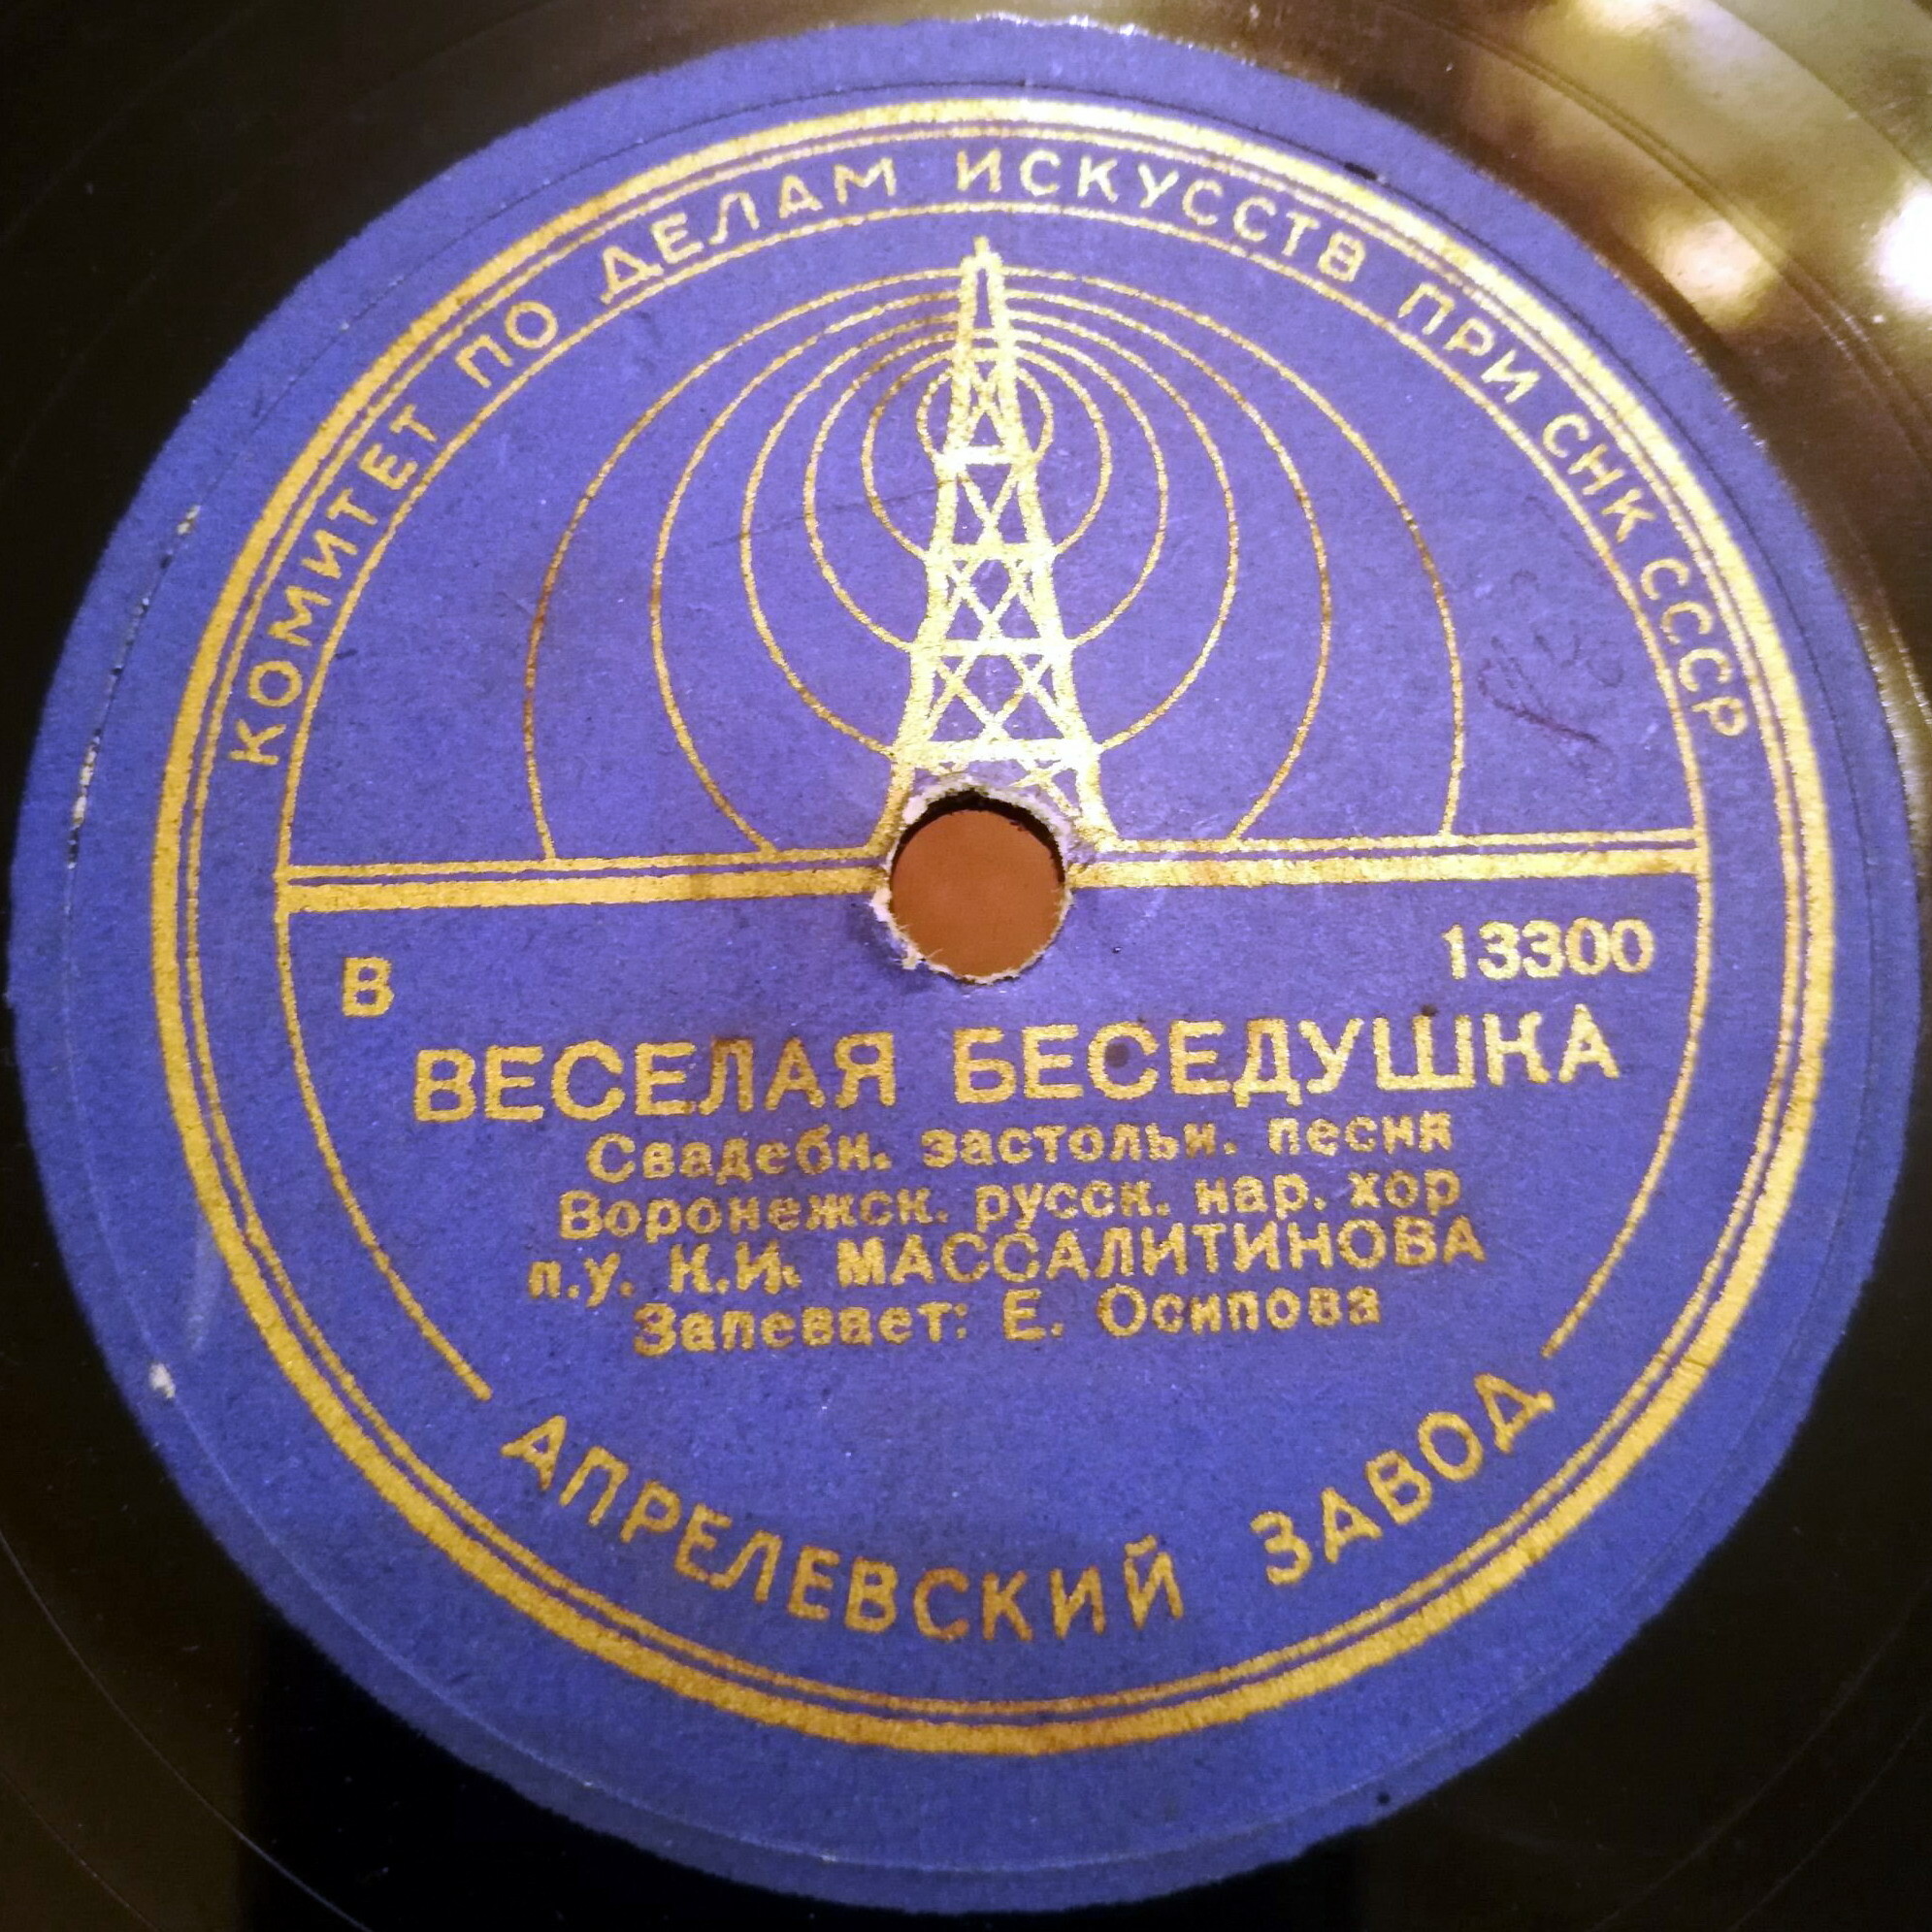 КОМИТЕТ ПО ДЕЛАМ ИСКУССТВ ПРИ СНК СССР
В 13300
ВЕСЕЛАЯ БЕСЕДУШКА
Свадебн. застольн. песня
Воронежск. русск. нар. хор
п.у. К.И. МАССАЛИТИНОВА
Запевает: Е. Осипова
АПРЕЛЕВСКИЙ ЗАВОД